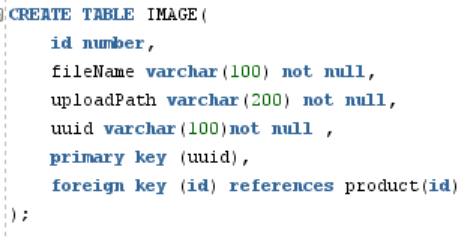 CREATE TABLE IMAGE(
id number,
fileName varchar(100) not null,
uploadPath varchar(200) not null,
uuid varchar(100)not null ,
primary key (uuid),
foreign key (id) references product(id)
);